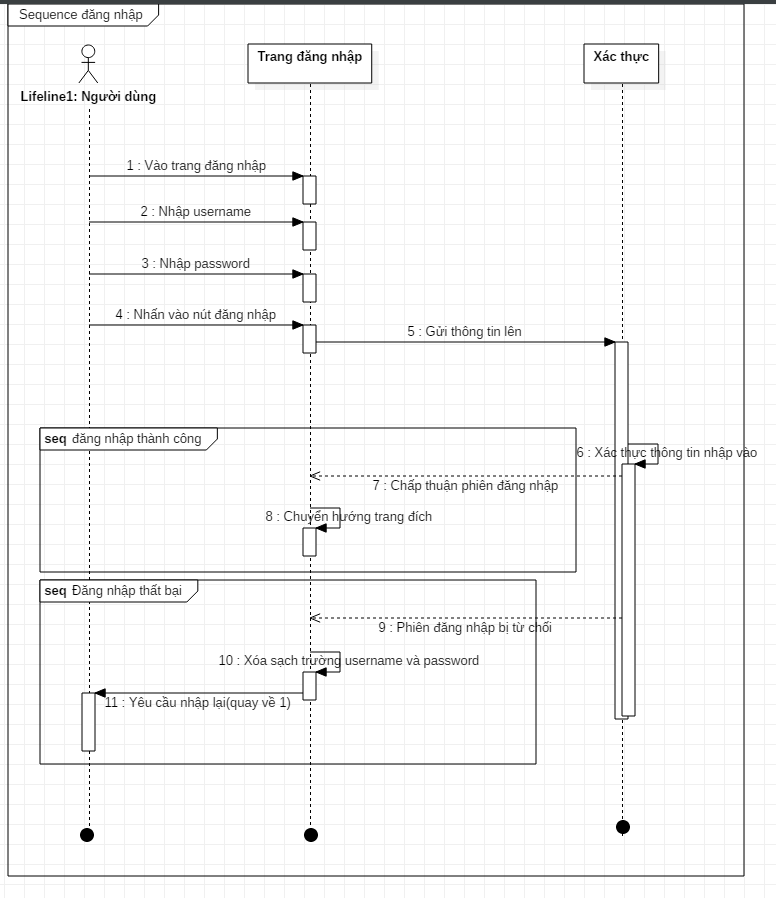 Sequence đăng nhập
Trang đăng nhập
Xác thực
Lifeline1: Người dùng
1 : Vào trang đăng nhập
2 : Nhập username
3 : Nhập password
4 : Nhấn vào nút đăng nhập
5 : Gửi thông tin lên
seq đăng nhập thành công
6 : Xác thực thông tin nhập vào
7 : Chấp thuận phiên đăng nhập
8 : Chuyển hướng trang đích
seq Đăng nhập thất bại
9 : Phiên đăng nhập bị từ chối
10 : Xóa sạch trường username và password
11 : Yêu cầu nhập lại(quay về 1)